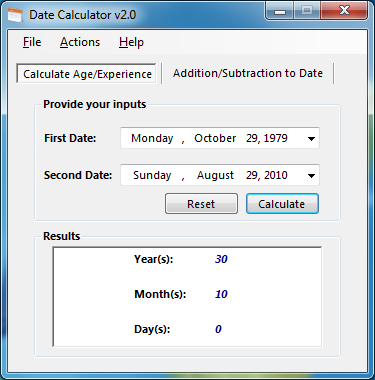 Date Calculator v2.0
File Actions Help
Calculate Age/Experience Addition/Subtraction to Date
Provide your inputs
First Date: Monday , October 29, 1979
Second Date: Sunday , August 29, 2010
Reset Calculate
Results
Year(s): 30
Month(s): 10
Day(s): 0